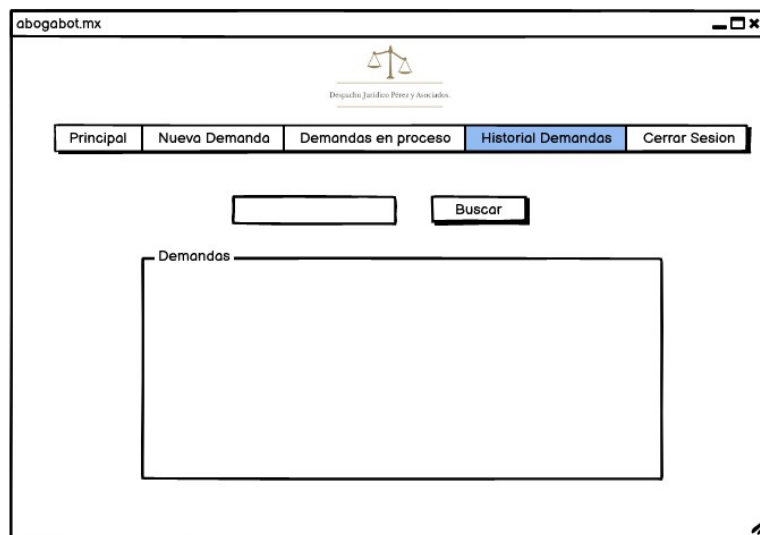 abogabot.mx
Despacho Jurídico Pérez y Asociados.
Principal Nueva Demanda Demandas en proceso Historial Demandas Cerrar Sesion
Buscar
Demandas